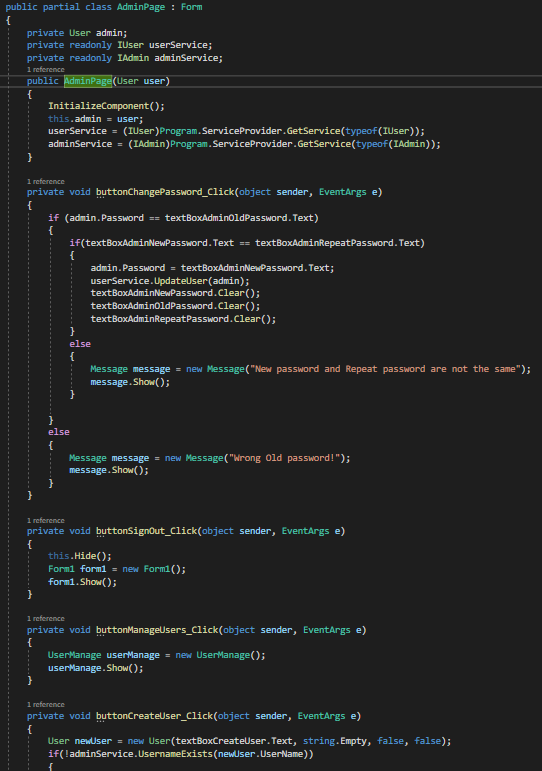 public partial class AdminPage : Form
{
private User admin;
private readonly IUser userService;
private readonly IAdmin adminService;
1 reference
public AdminPage(User user)
{
InitializeComponent();
this.admin = user;
userService = (IUser)Program.ServiceProvider.GetService(typeof(IUser));
adminService = (IAdmin)Program.ServiceProvider.GetService(typeof(IAdmin));
}
1 reference
private void buttonChangePassword_Click(object sender, EventArgs e)
{
if (admin.Password == textBoxAdminOldPassword.Text)
{
if(textBoxAdminNewPassword.Text == textBoxAdminRepeatPassword.Text)
{
admin.Password = textBoxAdminNewPassword.Text;
userService.UpdateUser(admin);
textBoxAdminNewPassword.Clear();
textBoxAdminOldPassword.Clear();
textBoxAdminRepeatPassword.Clear();
}
else
{
Message message = new Message("New password and Repeat password are not the same");
message.Show();
}
}
else
{
Message message = new Message("Wrong Old password!");
message.Show();
}
}
1 reference
private void buttonSignOut_Click(object sender, EventArgs e)
{
this.Hide();
Form1 form1 = new Form1();
form1.Show();
}
1 reference
private void buttonManageUsers_Click(object sender, EventArgs e)
{
UserManage userManage = new UserManage();
userManage.Show();
}
1 reference
private void buttonCreateUser_Click(object sender, EventArgs e)
{
User newUser = new User(textBoxCreateUser.Text, string.Empty, false, false);
if(!adminService.UsernameExists(newUser.UserName))
{